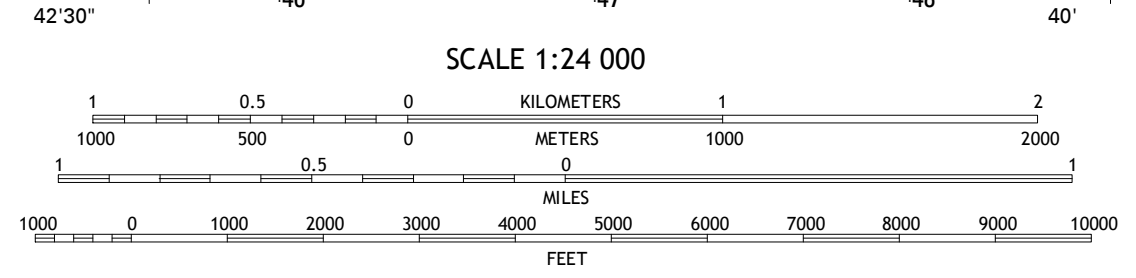 42'30"
47
40'
SCALE 1:24 000
1 0.5 0 KILOMETERS 1 2
1000 500 0 METERS 1000 2000
1 0.5 0 1
MILES
1000 0 1000 2000 3000 4000 5000 6000 7000 8000 9000 10000
FEET